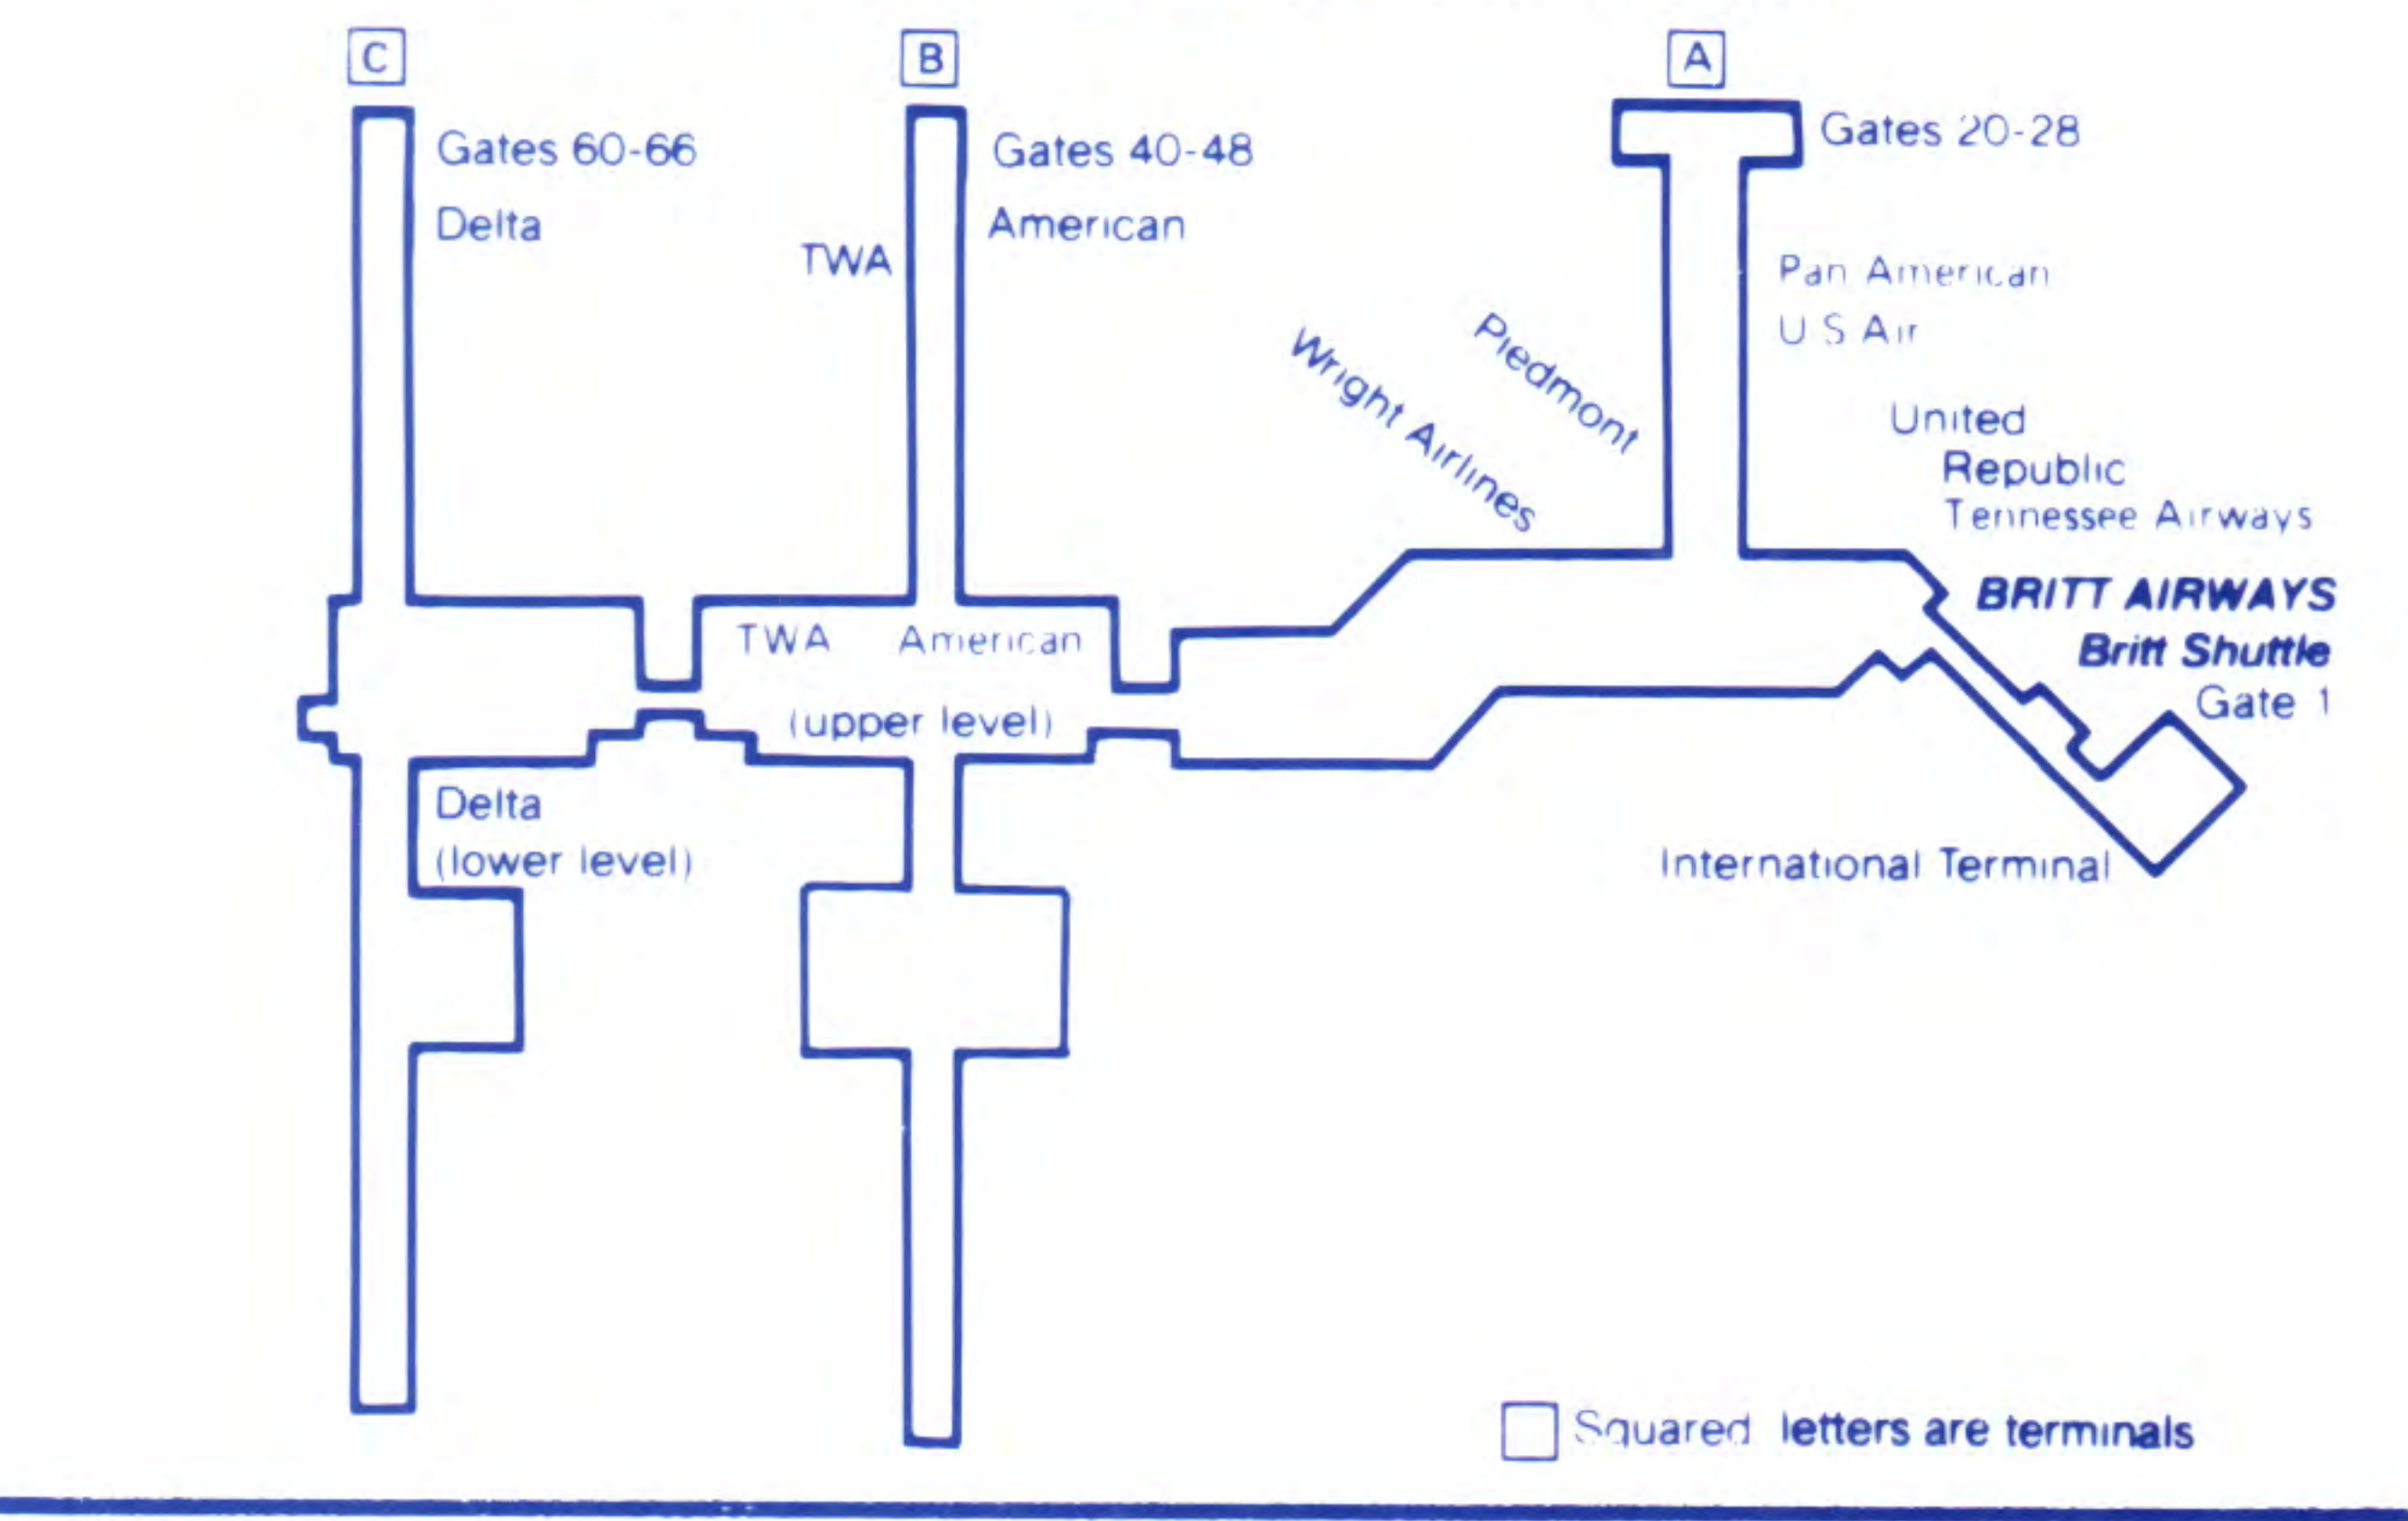 C
B
A
Gates 60-66
Delta
TWA
Gates 40-48
American
Gates 20-28
Pan American
U S Air
Piedmont
Wright Airlines
United
Republic
Tennessee Airways
BRITT AIRWAYS
Britt Shuttle
Gate 1
TWA American
(upper level)
Delta
(lower level)
International Terminal
Squared letters are terminals